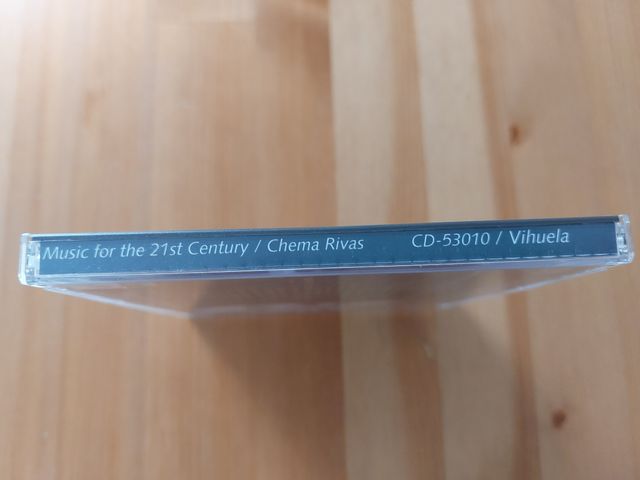 Music for the 21st Century / Chema Rivas CD-53010 / Vihuela